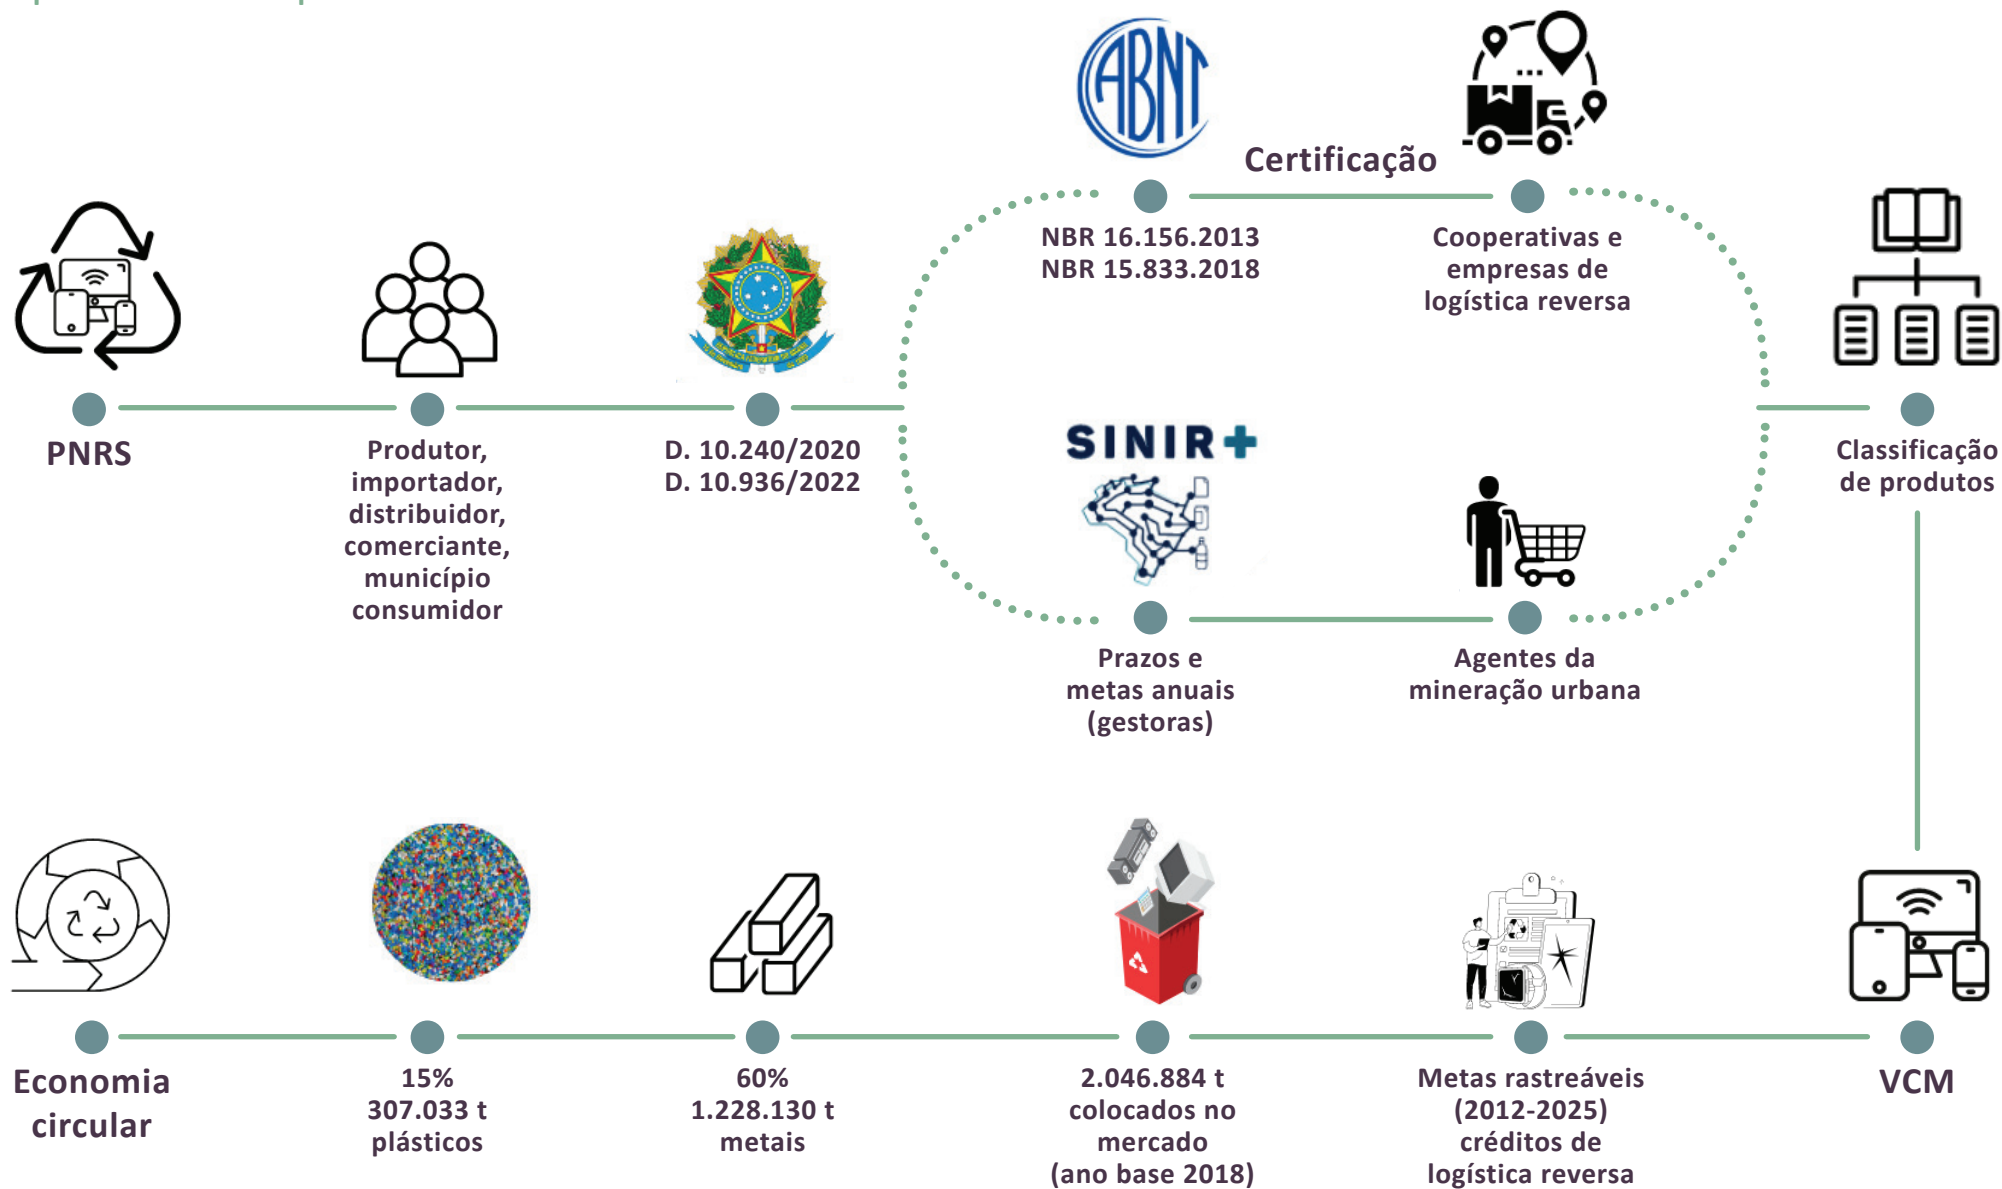 ABNT
Certificação
NBR 16.156.2013
NBR 15.833.2018
Cooperativas e
empresas de
logística reversa
PNRS
Produtor,
importador,
distribuidor,
comerciante,
município
consumidor
D. 10.240/2020
D. 10.936/2022
SINIR+
Prazos e
metas anuais
(gestoras)
Agentes da
mineração urbana
Classificação
de produtos
Economia
circular
15%
307.033 t
plásticos
60%
1.228.130 t
metais
2.046.884 t
colocados no
mercado
(ano base 2018)
Metas rastreáveis
(2012-2025)
créditos de
logística reversa
VCM